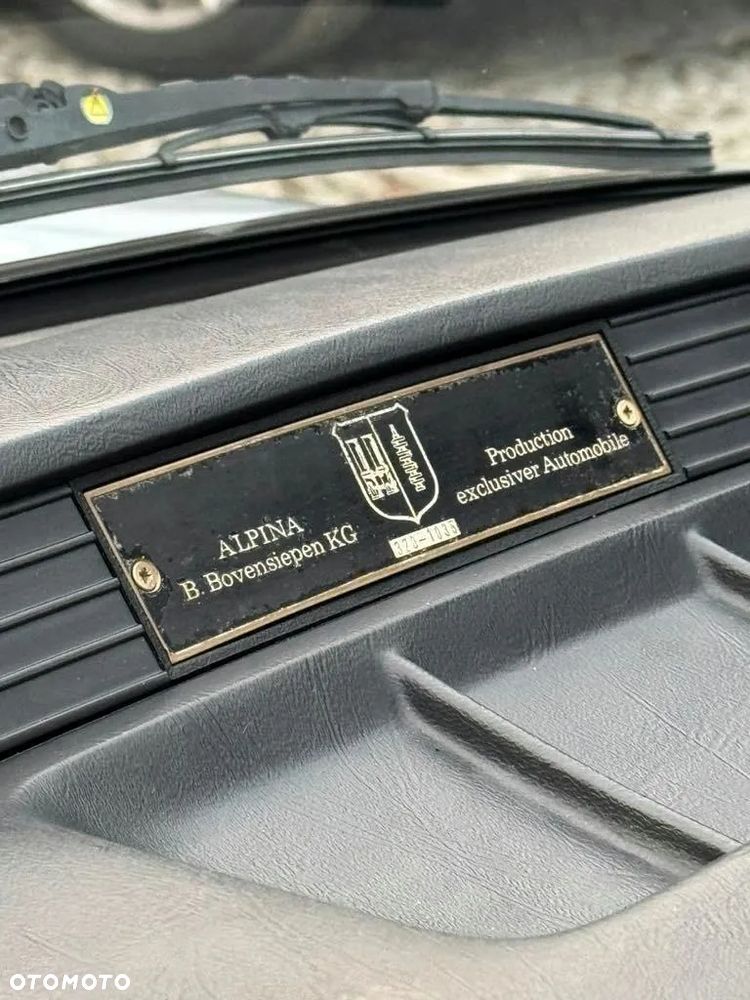 ALPINA
B. Bovensiepen KG
Production
exclusiver Automobile
OTOMOTO